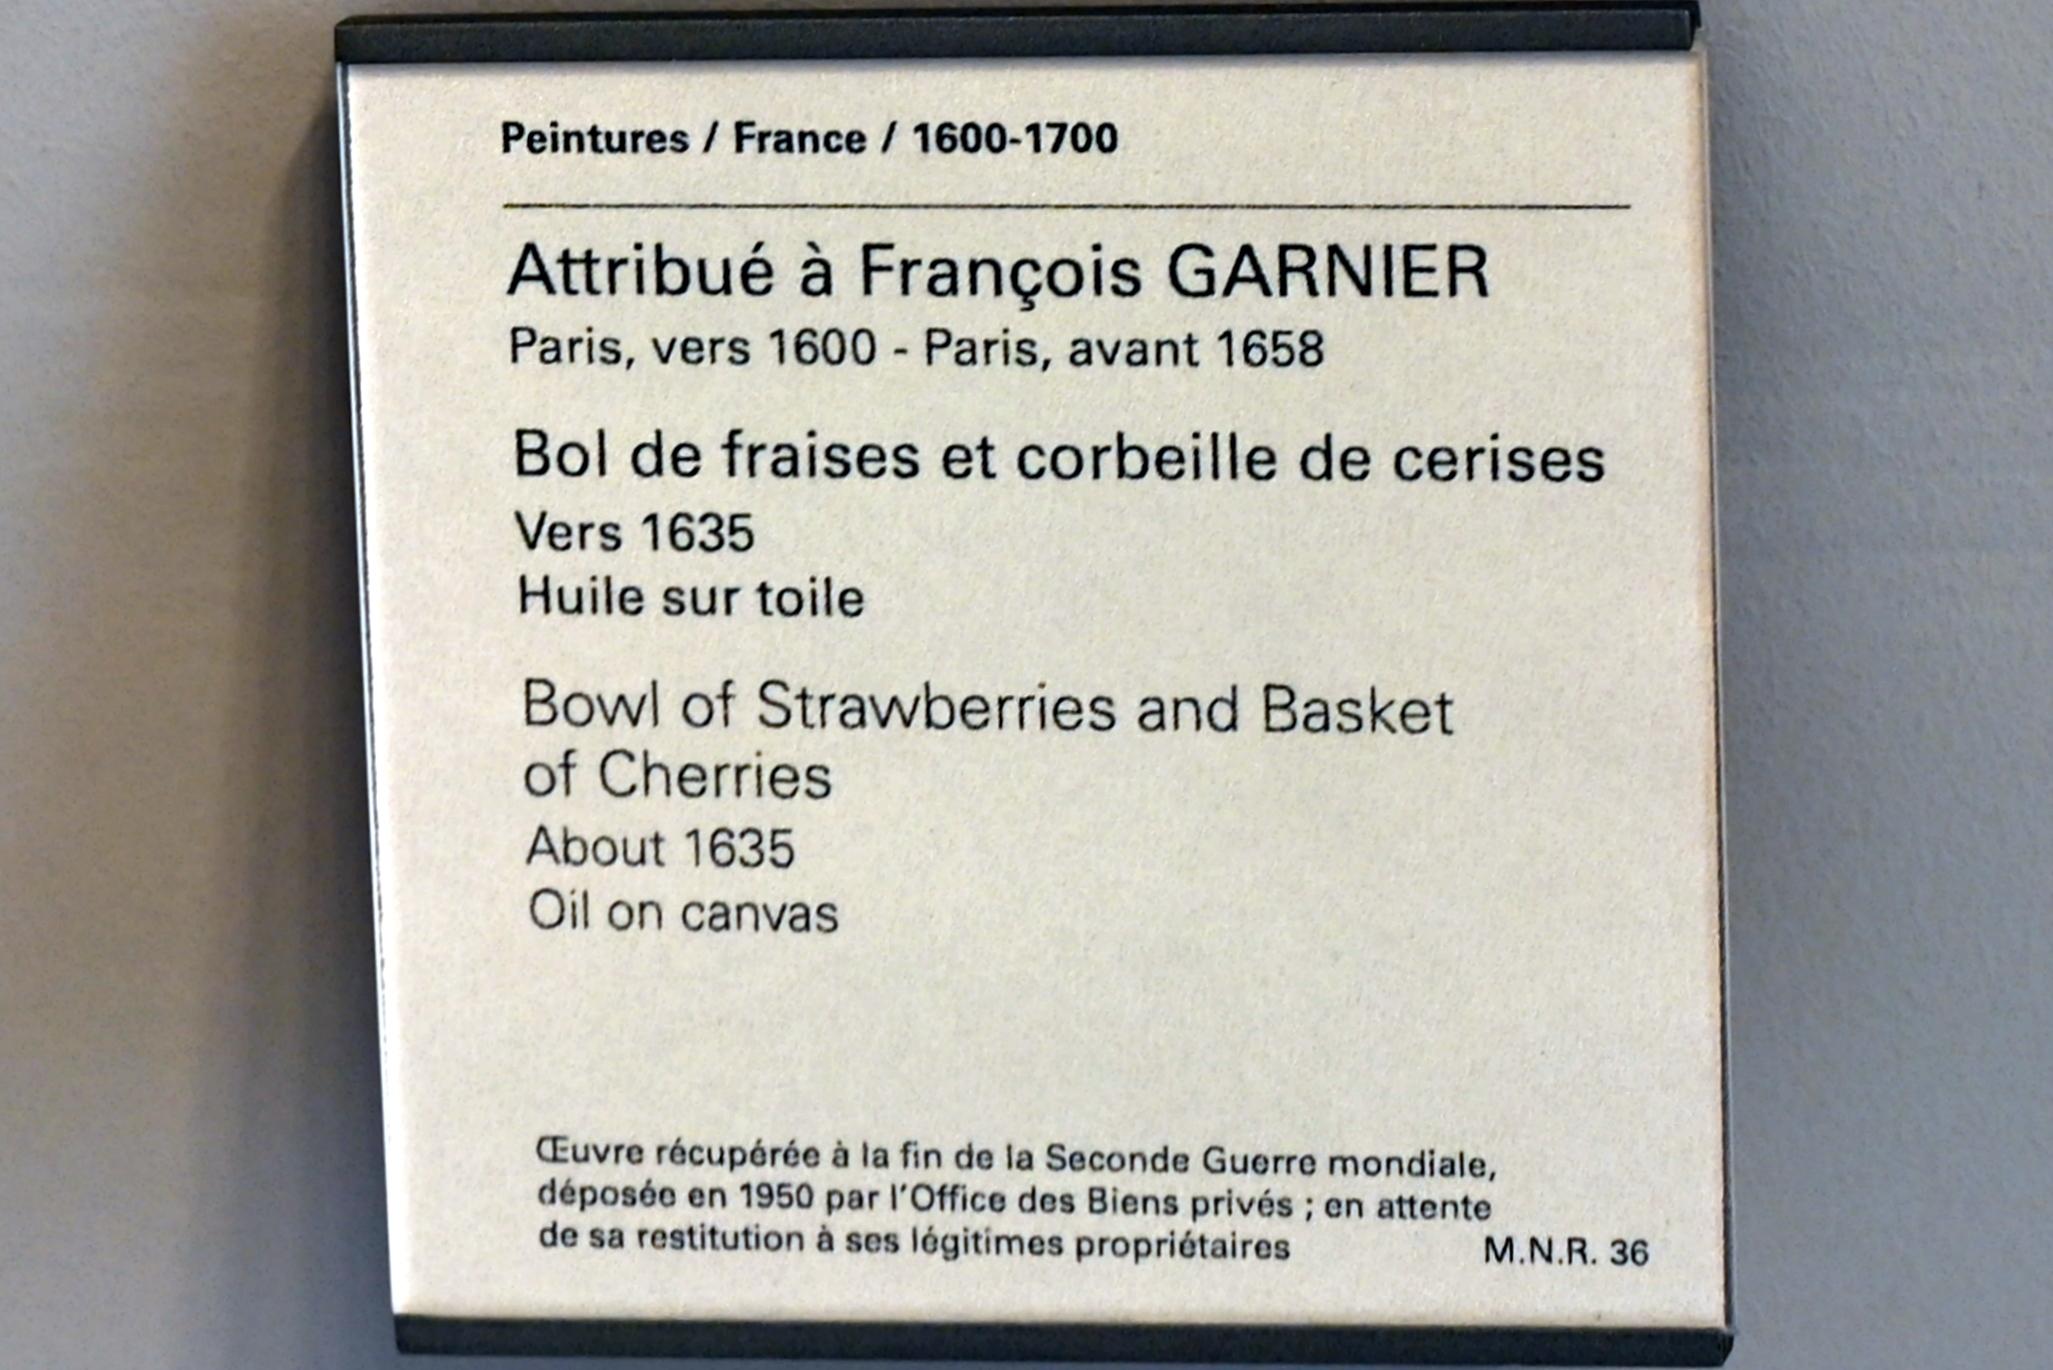 Peintures / France / 1600-1700
Attribué à François GARNIER
Paris, vers 1600 - Paris, avant 1658
Bol de fraises et corbeille de cerises
Vers 1635
Huile sur toile
Bowl of Strawberries and Basket
of Cherries
About 1635
Oil on canvas
Œuvre récupérée à la fin de la Seconde Guerre mondiale,
déposée en 1950 par l'Office des Biens privés ; en attente
de sa restitution à ses légitimes propriétaires
M.N.R. 36